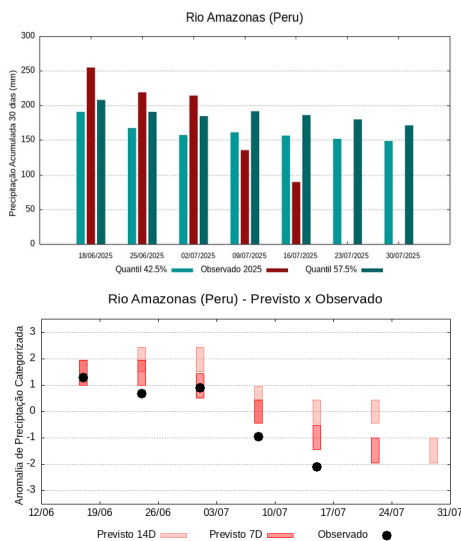 Rio Amazonas (Peru)
Precipitação Acumulada 30 dias (mm)
300
250
200
150
100
50
0
18/06/2025 25/06/2025 02/07/2025 09/07/2025 16/07/2025 23/07/2025 30/07/2025
Quantil 42.5% Observado 2025 Quantil 57.5%
Rio Amazonas (Peru) - Previsto x Observado
Anomalia de Preciptação Categorizada
3
2
1
0
-1
-2
-3
12/06 19/06 26/06 03/07 10/07 17/07 24/07 31/07
Previsto 14D Previsto 7D Observado